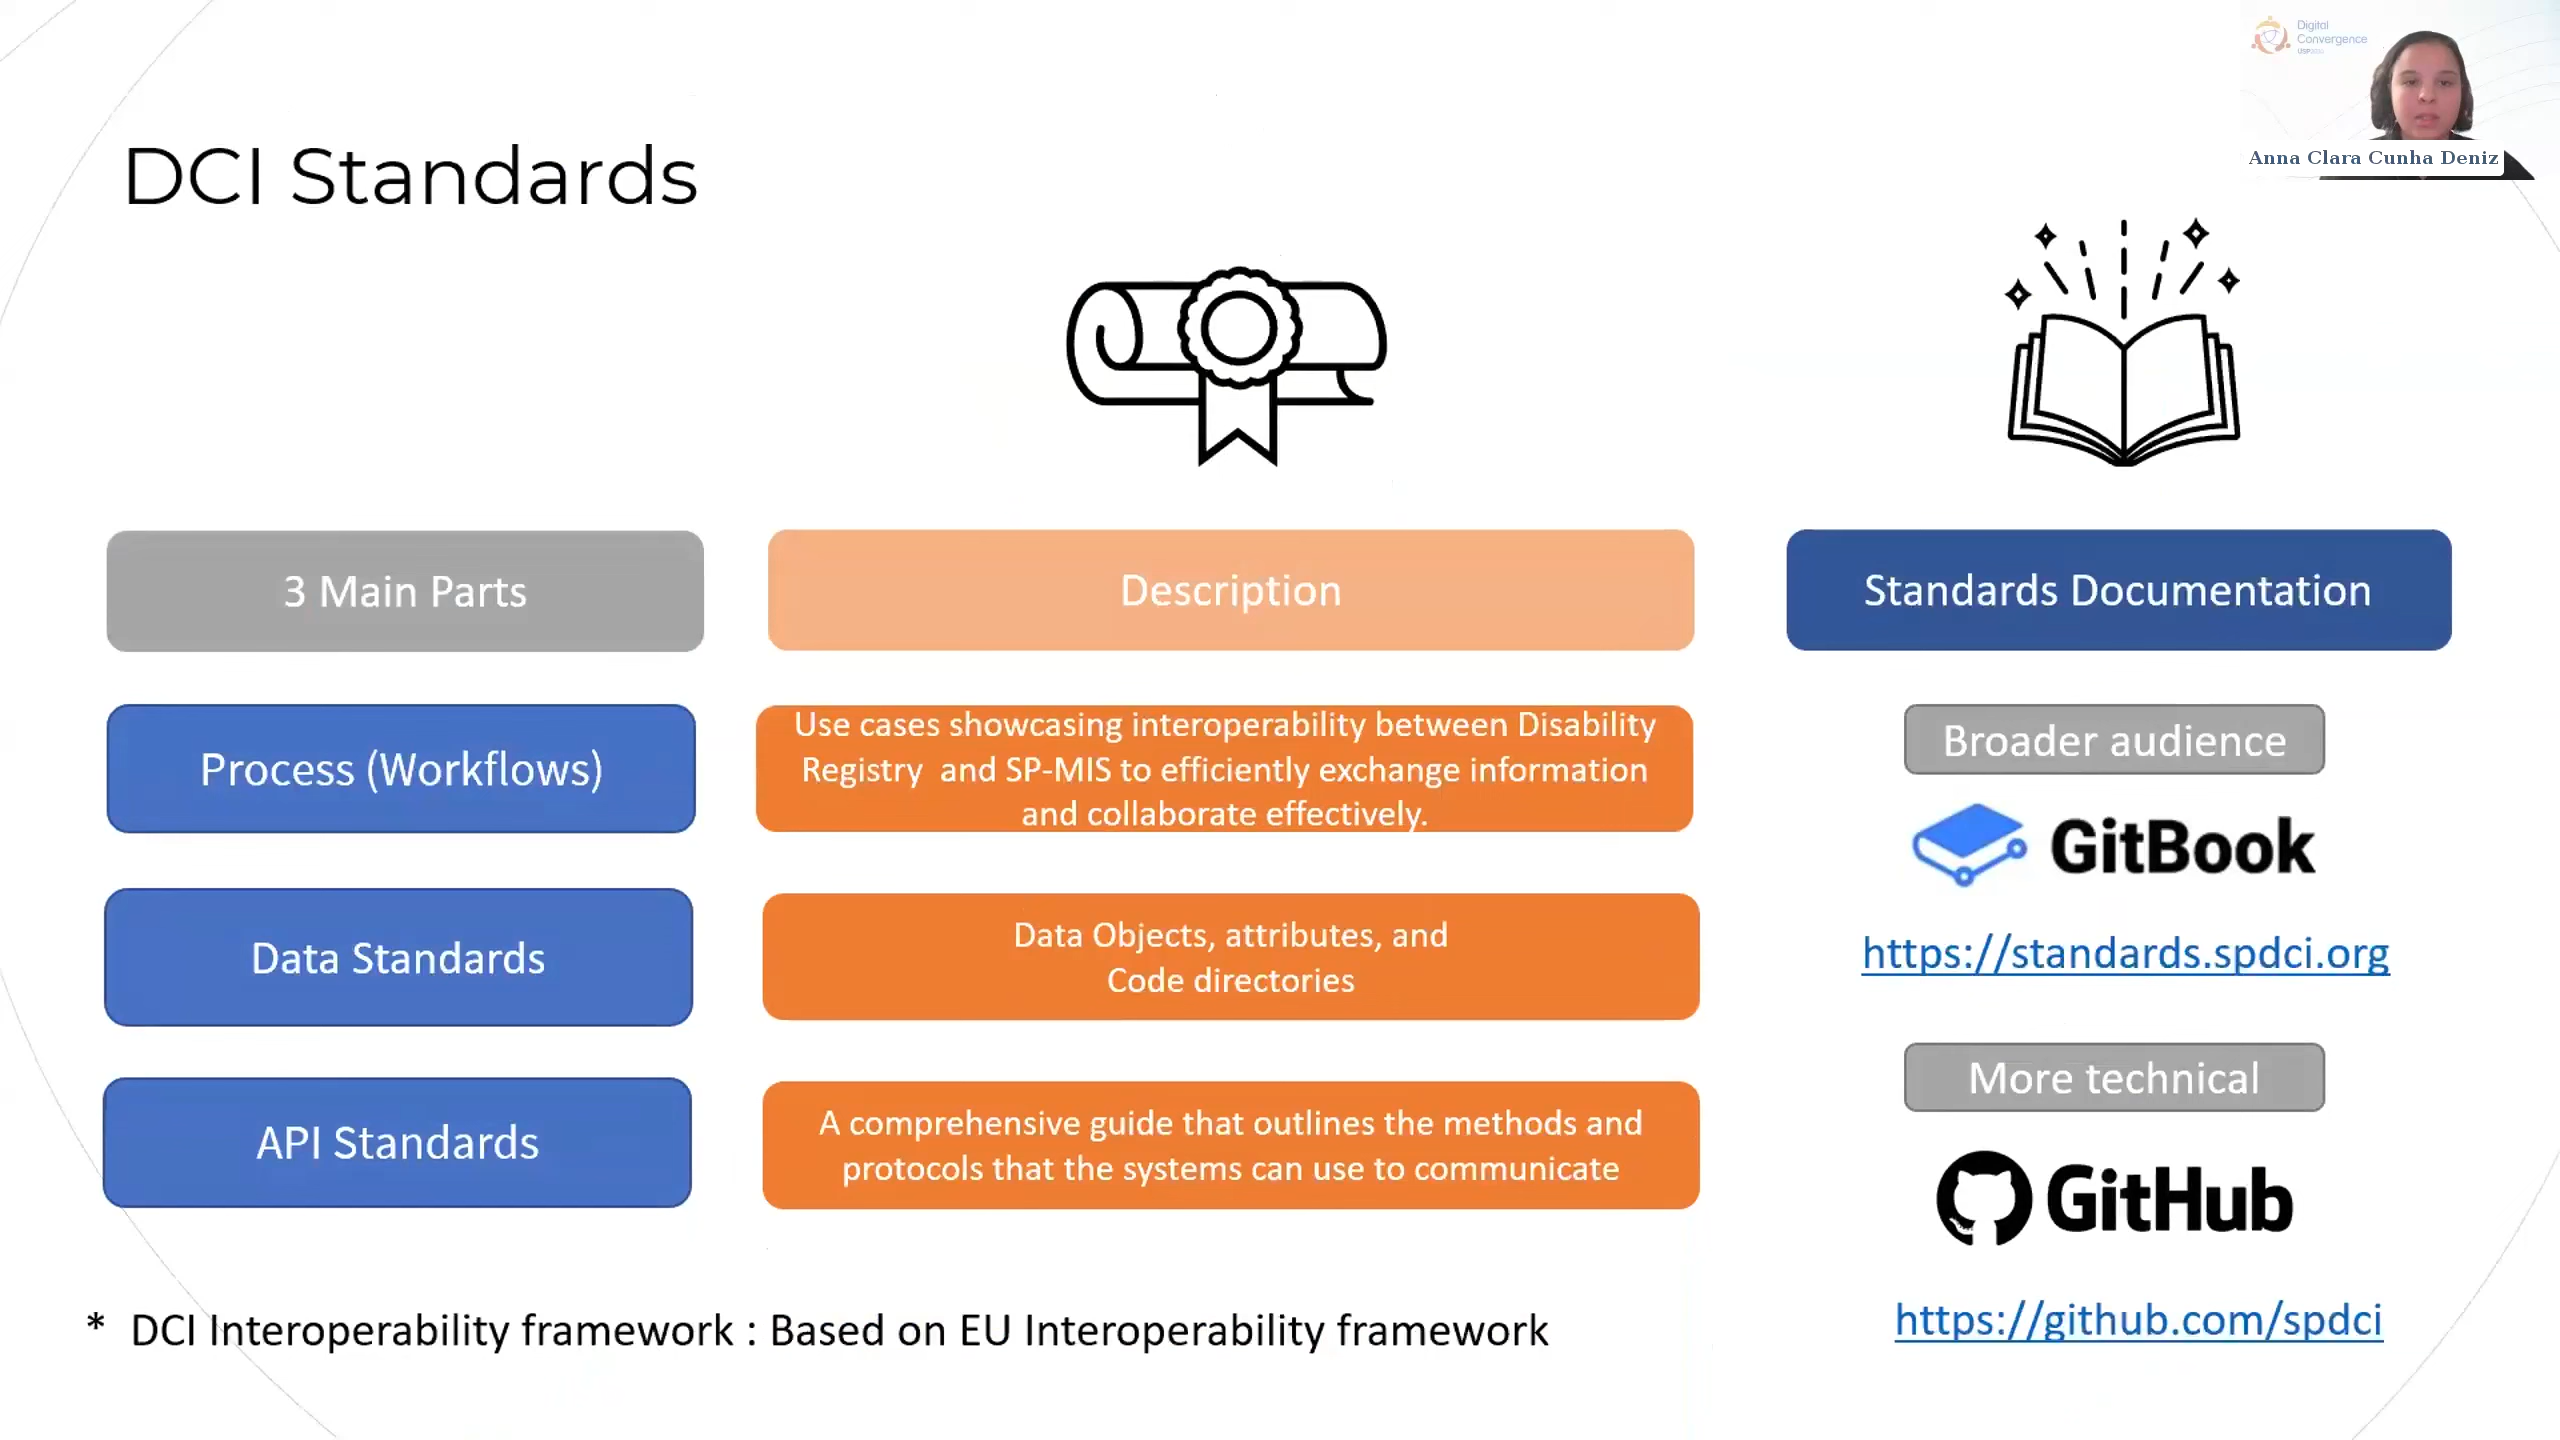 Digital
Convergence
USP2030
Anna Clara Cunha Deniz
DCI Standards
3 Main Parts
Description
Standards Documentation
Process (Workflows)
Use cases showcasing interoperability between Disability
Registry and SP-MIS to efficiently exchange information
and collaborate effectively.
Data Standards
Data Objects, attributes, and
Code directories
API Standards
A comprehensive guide that outlines the methods and
protocols that the systems can use to communicate
Broader audience
GitBook
https://standards.spdci.org
More technical
GitHub
https://github.com/spdci
* DCI Interoperability framework : Based on EU Interoperability framework